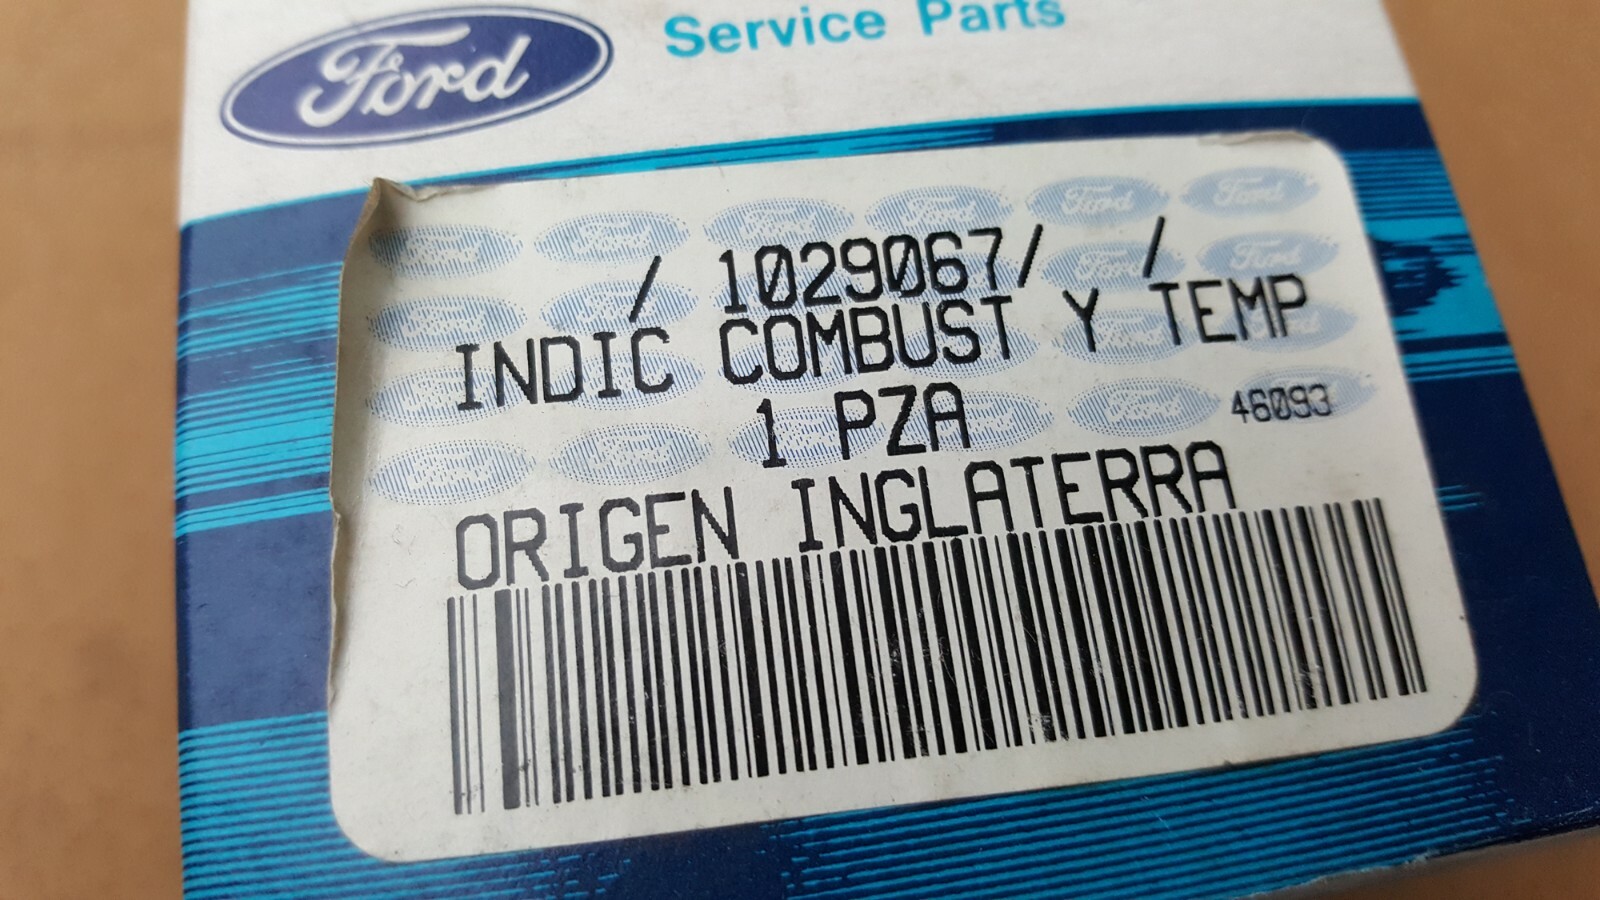 Ford
Service Parts
/ 1029067/ /
INDIC COMBUST Y TEMP
1 PZA
46093
ORIGEN INGLATERRA